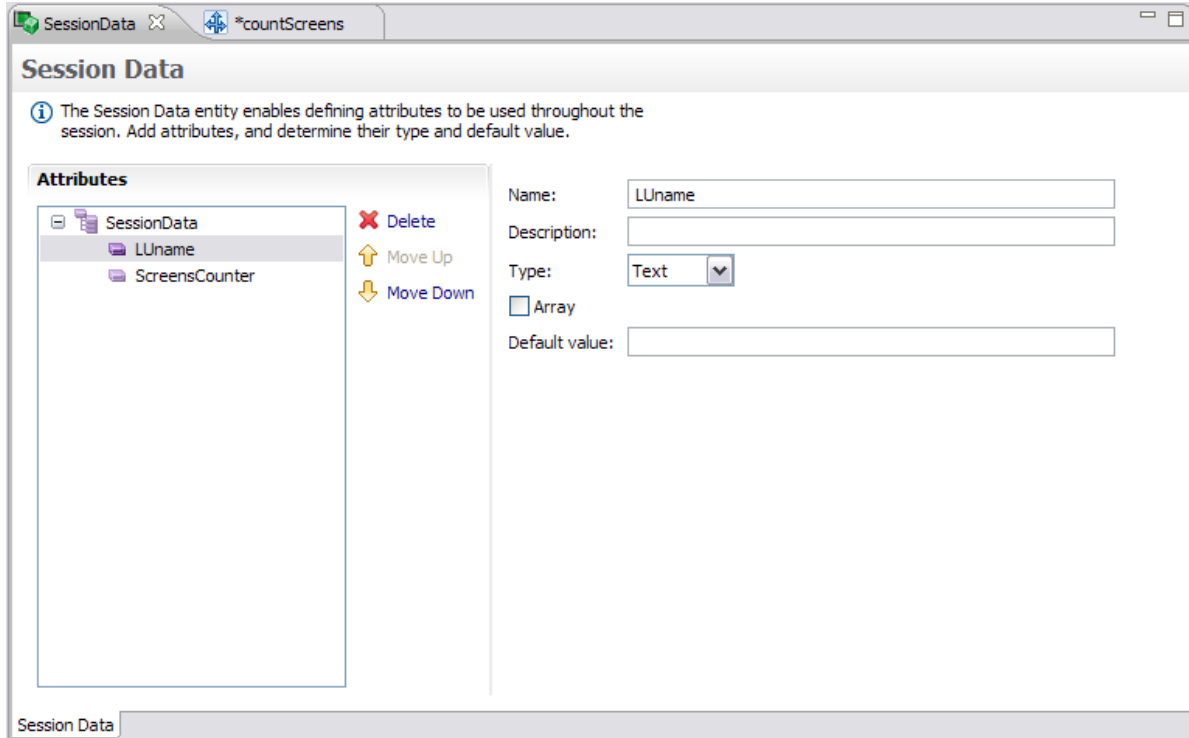 SessionData
*countScreens
Session Data
The Session Data entity enables defining attributes to be used throughout the
session. Add attributes, and determine their type and default value.
Attributes
SessionData
LUname
ScreensCounter
Delete
Move Up
Move Down
Name: LUname
Description:
Type: Text
Array
Default value:
Session Data